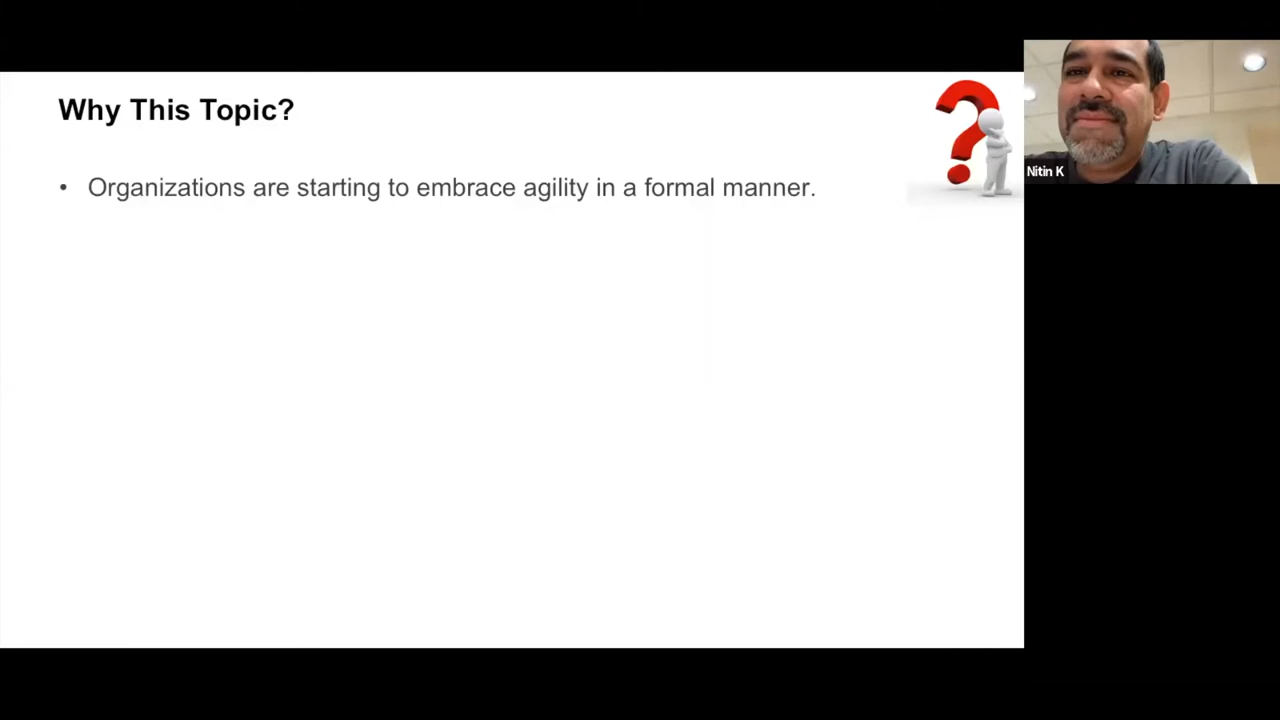 Why This Topic?
• Organizations are starting to embrace agility in a formal manner.
Nitin K